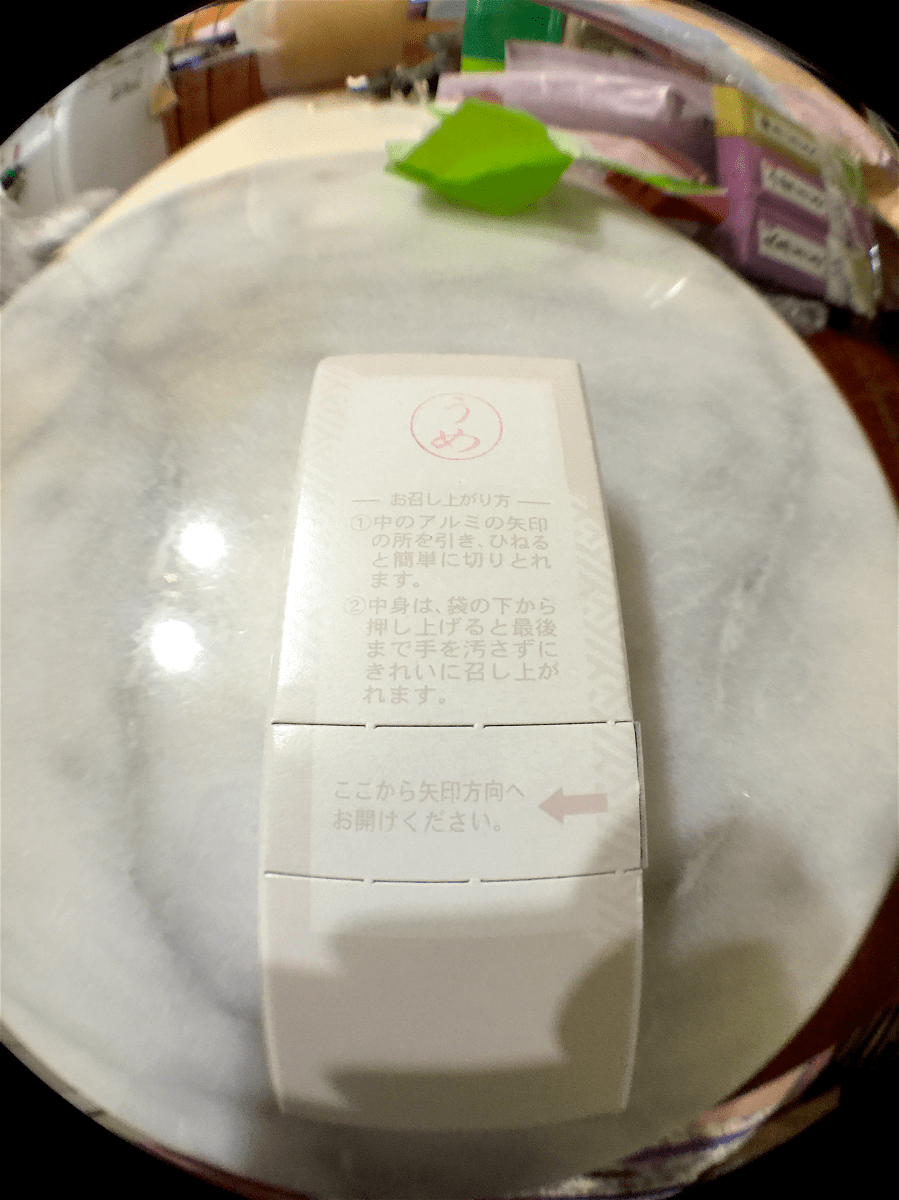 うめ
お召し上がり方
①中のアルミの矢印
の所を引き、ひねる
と簡単に切りとれ
ます。
②中身は、袋の下から
押し上げると最後
まで手を汚さずに
きれいに召し上が
れます。
ここから矢印方向へ
お開けください。